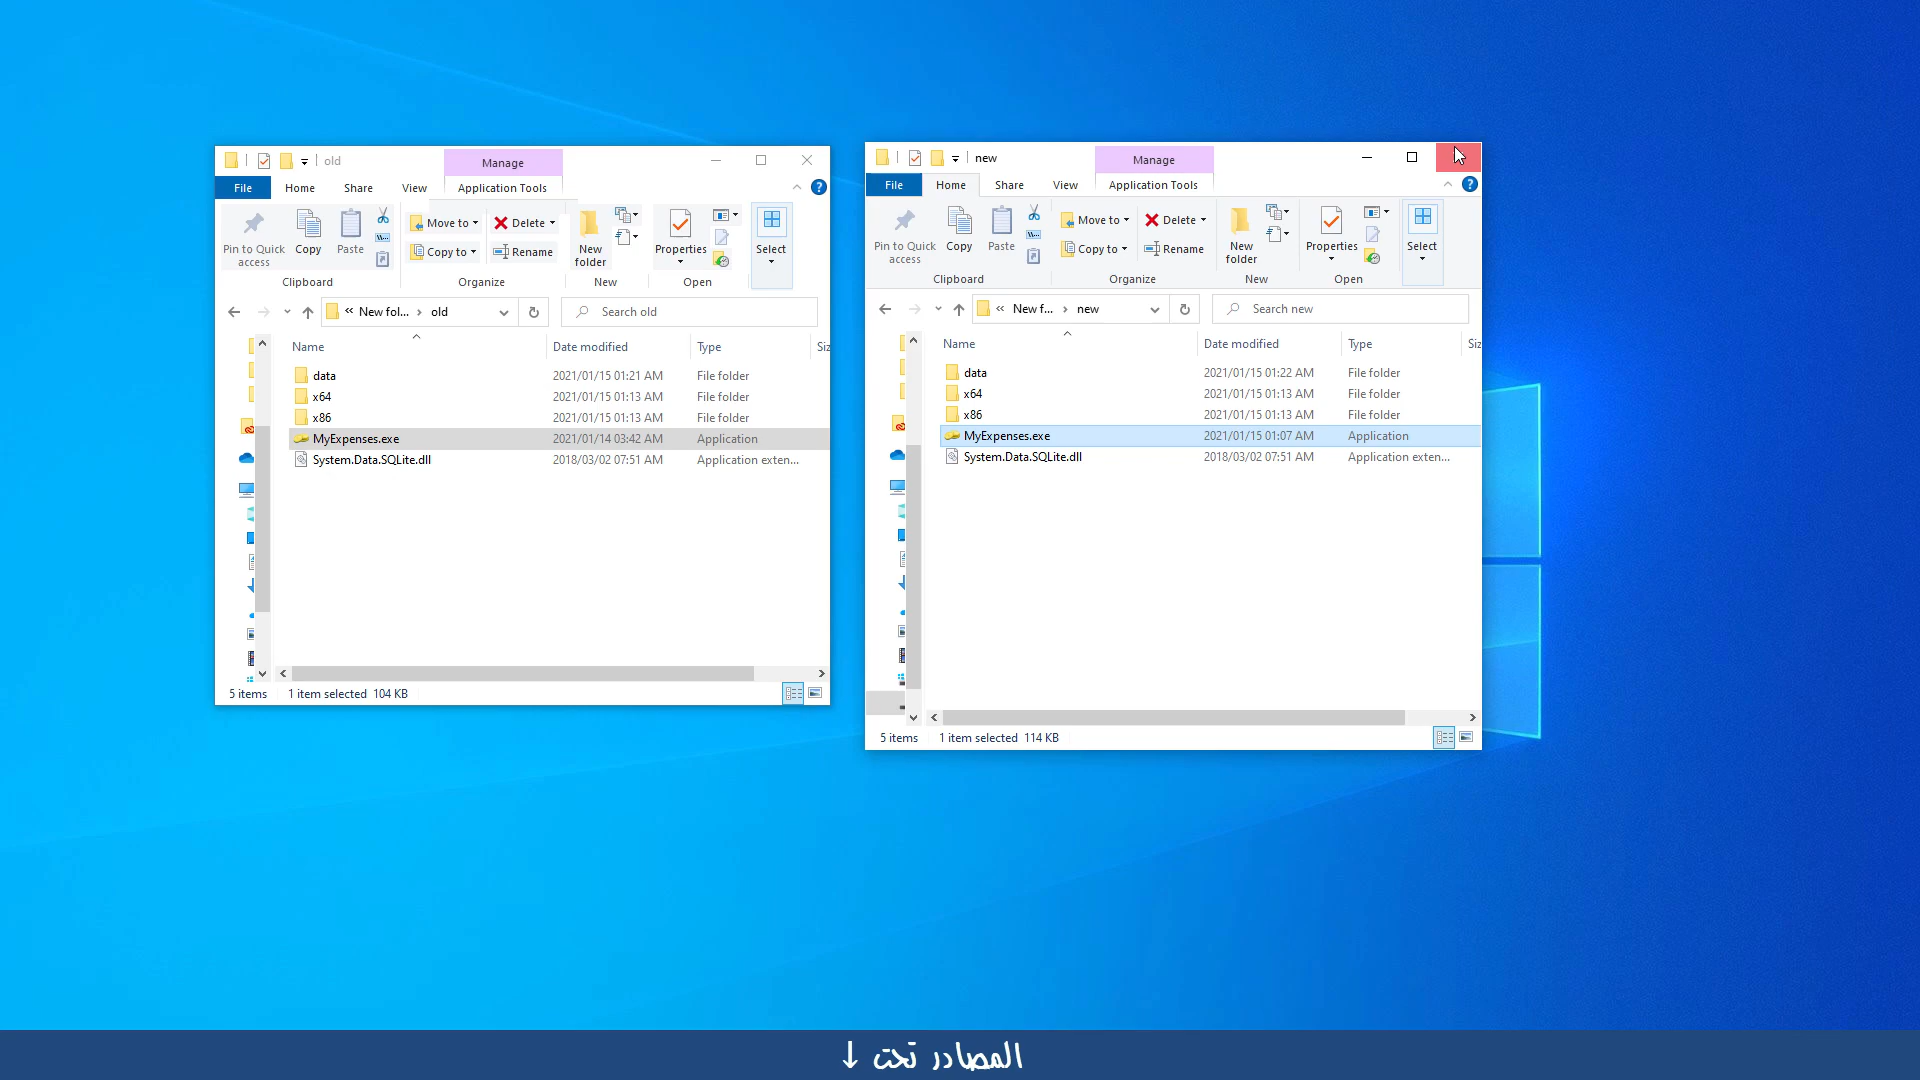 old
Manage
File
Home
Share
View
Application Tools
Pin to Quick access
Copy
Paste
Clipboard
Move to
Copy to
Delete
Rename
Organize
New folder
New
Properties
Open
Select
« New fol... › old
Search old
Name
Date modified
Type
Siz
data 2021/01/15 01:21 AM File folder
x64 2021/01/15 01:13 AM File folder
x86 2021/01/15 01:13 AM File folder
MyExpenses.exe 2021/01/14 03:42 AM Application
System.Data.SQLite.dll 2018/03/02 07:51 AM Application exten...
5 items 1 item selected 104 KB
new
Manage
File
Home
Share
View
Application Tools
Pin to Quick access
Copy
Paste
Clipboard
Move to
Copy to
Delete
Rename
Organize
New folder
New
Properties
Open
Select
« New f... › new
Search new
Name
Date modified
Type
Siz
data 2021/01/15 01:22 AM File folder
x64 2021/01/15 01:13 AM File folder
x86 2021/01/15 01:13 AM File folder
MyExpenses.exe 2021/01/15 01:07 AM Application
System.Data.SQLite.dll 2018/03/02 07:51 AM Application exten...
5 items 1 item selected 114 KB
المصادر تحت ↓